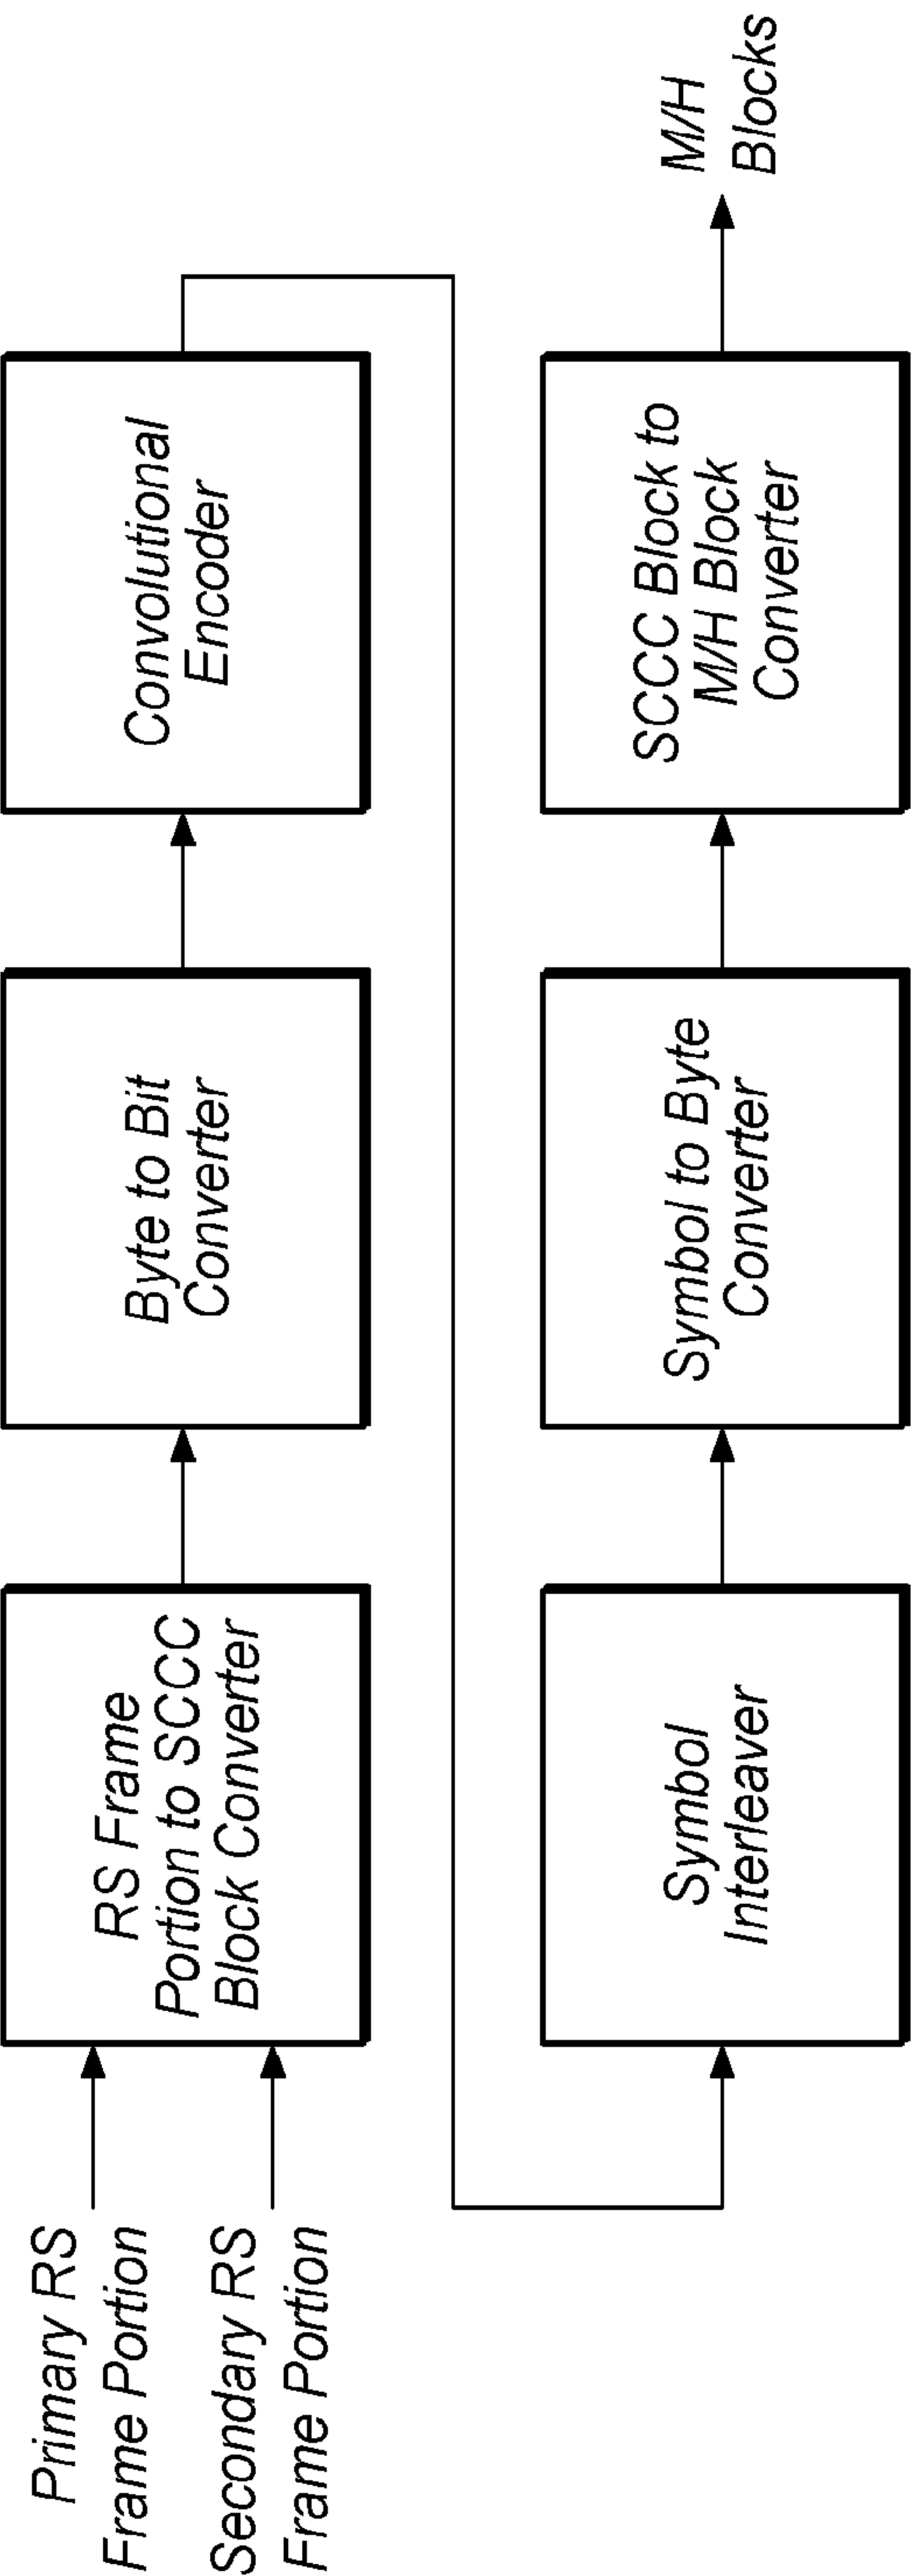 Primary RS
Frame Portion
Secondary RS
Frame Portion
RS Frame
Portion to SCCC
Block Converter
Byte to Bit
Converter
Convolutional
Encoder
Symbol
Interleaver
Symbol to Byte
Converter
SCCC Block to
M/H Block
Converter
M/H
Blocks